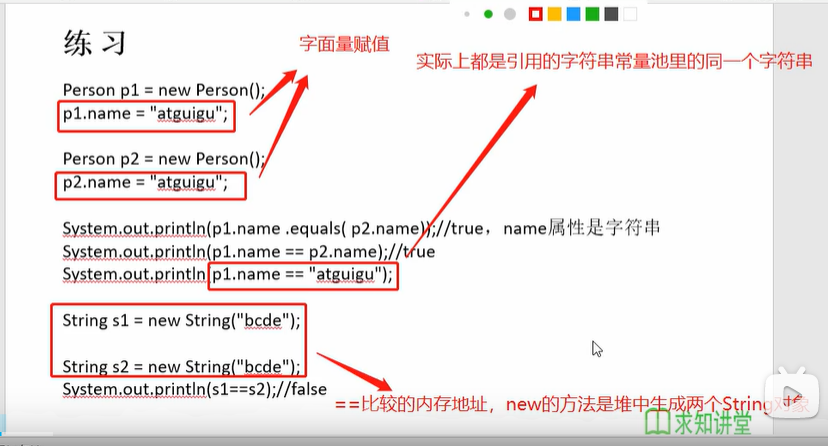 练 习
字面量赋值
实际上都是引用的字符串常量池里的同一个字符串
Person p1 = new Person();
p1.name = "atguigu";
Person p2 = new Person();
p2.name = "atguigu";
System.out.println(p1.name .equals( p2.name));//true，name属性是字符串
System.out.println(p1.name == p2.name);//true
System.out.println(p1.name == "atguigu");
String s1 = new String("bcde");
String s2 = new String("bcde");
System.out.println(s1==s2);//false
==比较的内存地址，new的方法是堆中生成两个String对象
求知讲堂